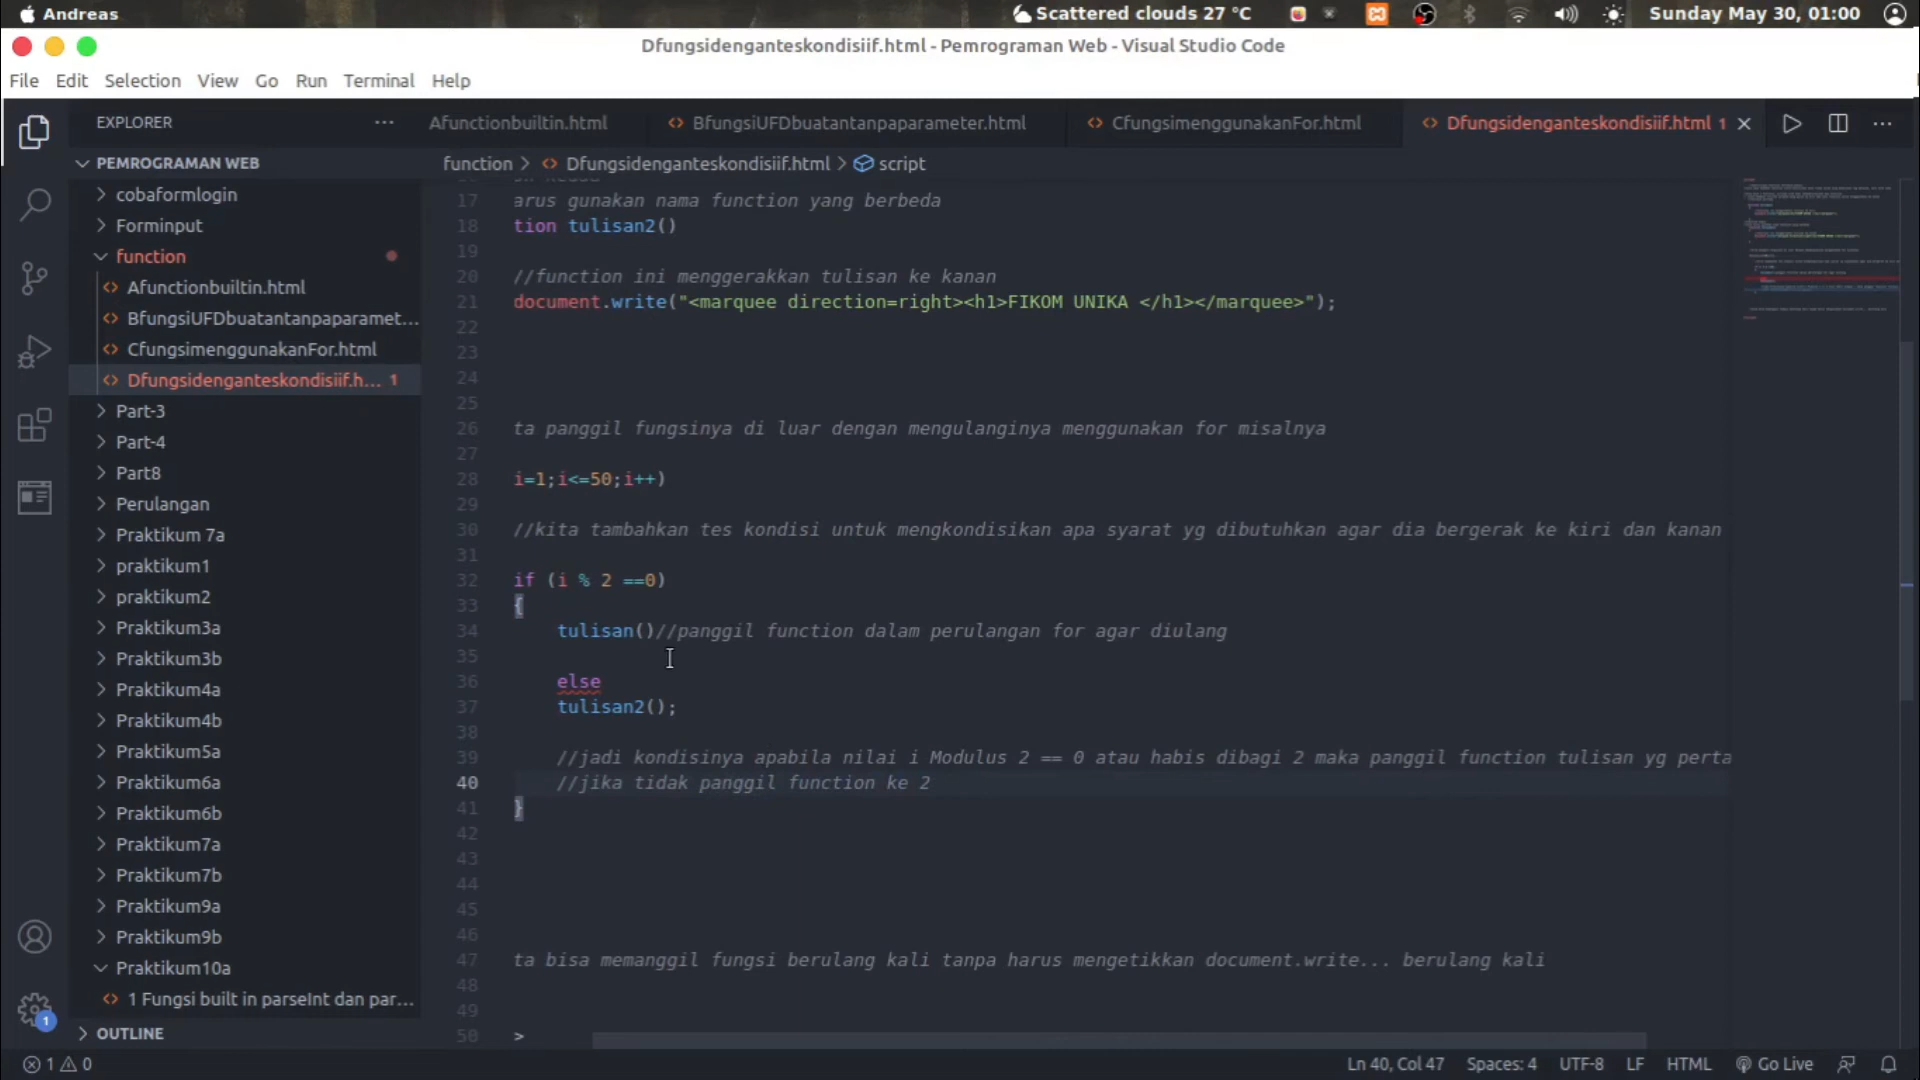 Andreas
Scattered clouds 27 °C
Sunday May 30, 01:00
Dfungsidenganteskondisiif.html - Pemrograman Web - Visual Studio Code
File Edit Selection View Go Run Terminal Help
EXPLORER
Afunctionbuiltin.html
BfungsiUFDbuatantanpaparameter.html
CfungsimenggunakanFor.html
Dfungsidenganteskondisiif.html 1
PEMROGRAMAN WEB
function > Dfungsidenganteskondisiif.html > script
cobaformlogin
Forminput
function
Afunctionbuiltin.html
BfungsiUFDbuatantanpaparamet...
CfungsimenggunakanFor.html
Dfungsidenganteskondisiif.h... 1
Part-3
Part-4
Part8
Perulangan
Praktikum 7a
praktikum1
praktikum2
Praktikum3a
Praktikum3b
Praktikum4a
Praktikum4b
Praktikum5a
Praktikum6a
Praktikum6b
Praktikum7a
Praktikum7b
Praktikum9a
Praktikum9b
Praktikum10a
1 Fungsi built in parseInt dan par...
OUTLINE
17 arus gunakan nama function yang berbeda
18 tion tulisan2()
19
20 //function ini menggerakkan tulisan ke kanan
21 document.write("<marquee direction=right><h1>FIKOM UNIKA </h1></marquee>");
22
23
24
25
26 ta panggil fungsinya di luar dengan mengulanginya menggunakan for misalnya
27
28 i=1;i<=50;i++)
29
30 //kita tambahkan tes kondisi untuk mengkondisikan apa syarat yg dibutuhkan agar dia bergerak ke kiri dan kanan
31
32 if (i % 2 ==0)
33 {
34 tulisan()//panggil function dalam perulangan for agar diulang
35
36 else
37 tulisan2();
38
39 //jadi kondisinya apabila nilai i Modulus 2 == 0 atau habis dibagi 2 maka panggil function tulisan yg perta
40 //jika tidak panggil function ke 2
41 }
42
43
44
45
46
47 ta bisa memanggil fungsi berulang kali tanpa harus mengetikkan document.write... berulang kali
48
49
50 >
1
1 0
Ln 40, Col 47 Spaces: 4 UTF-8 LF HTML Go Live